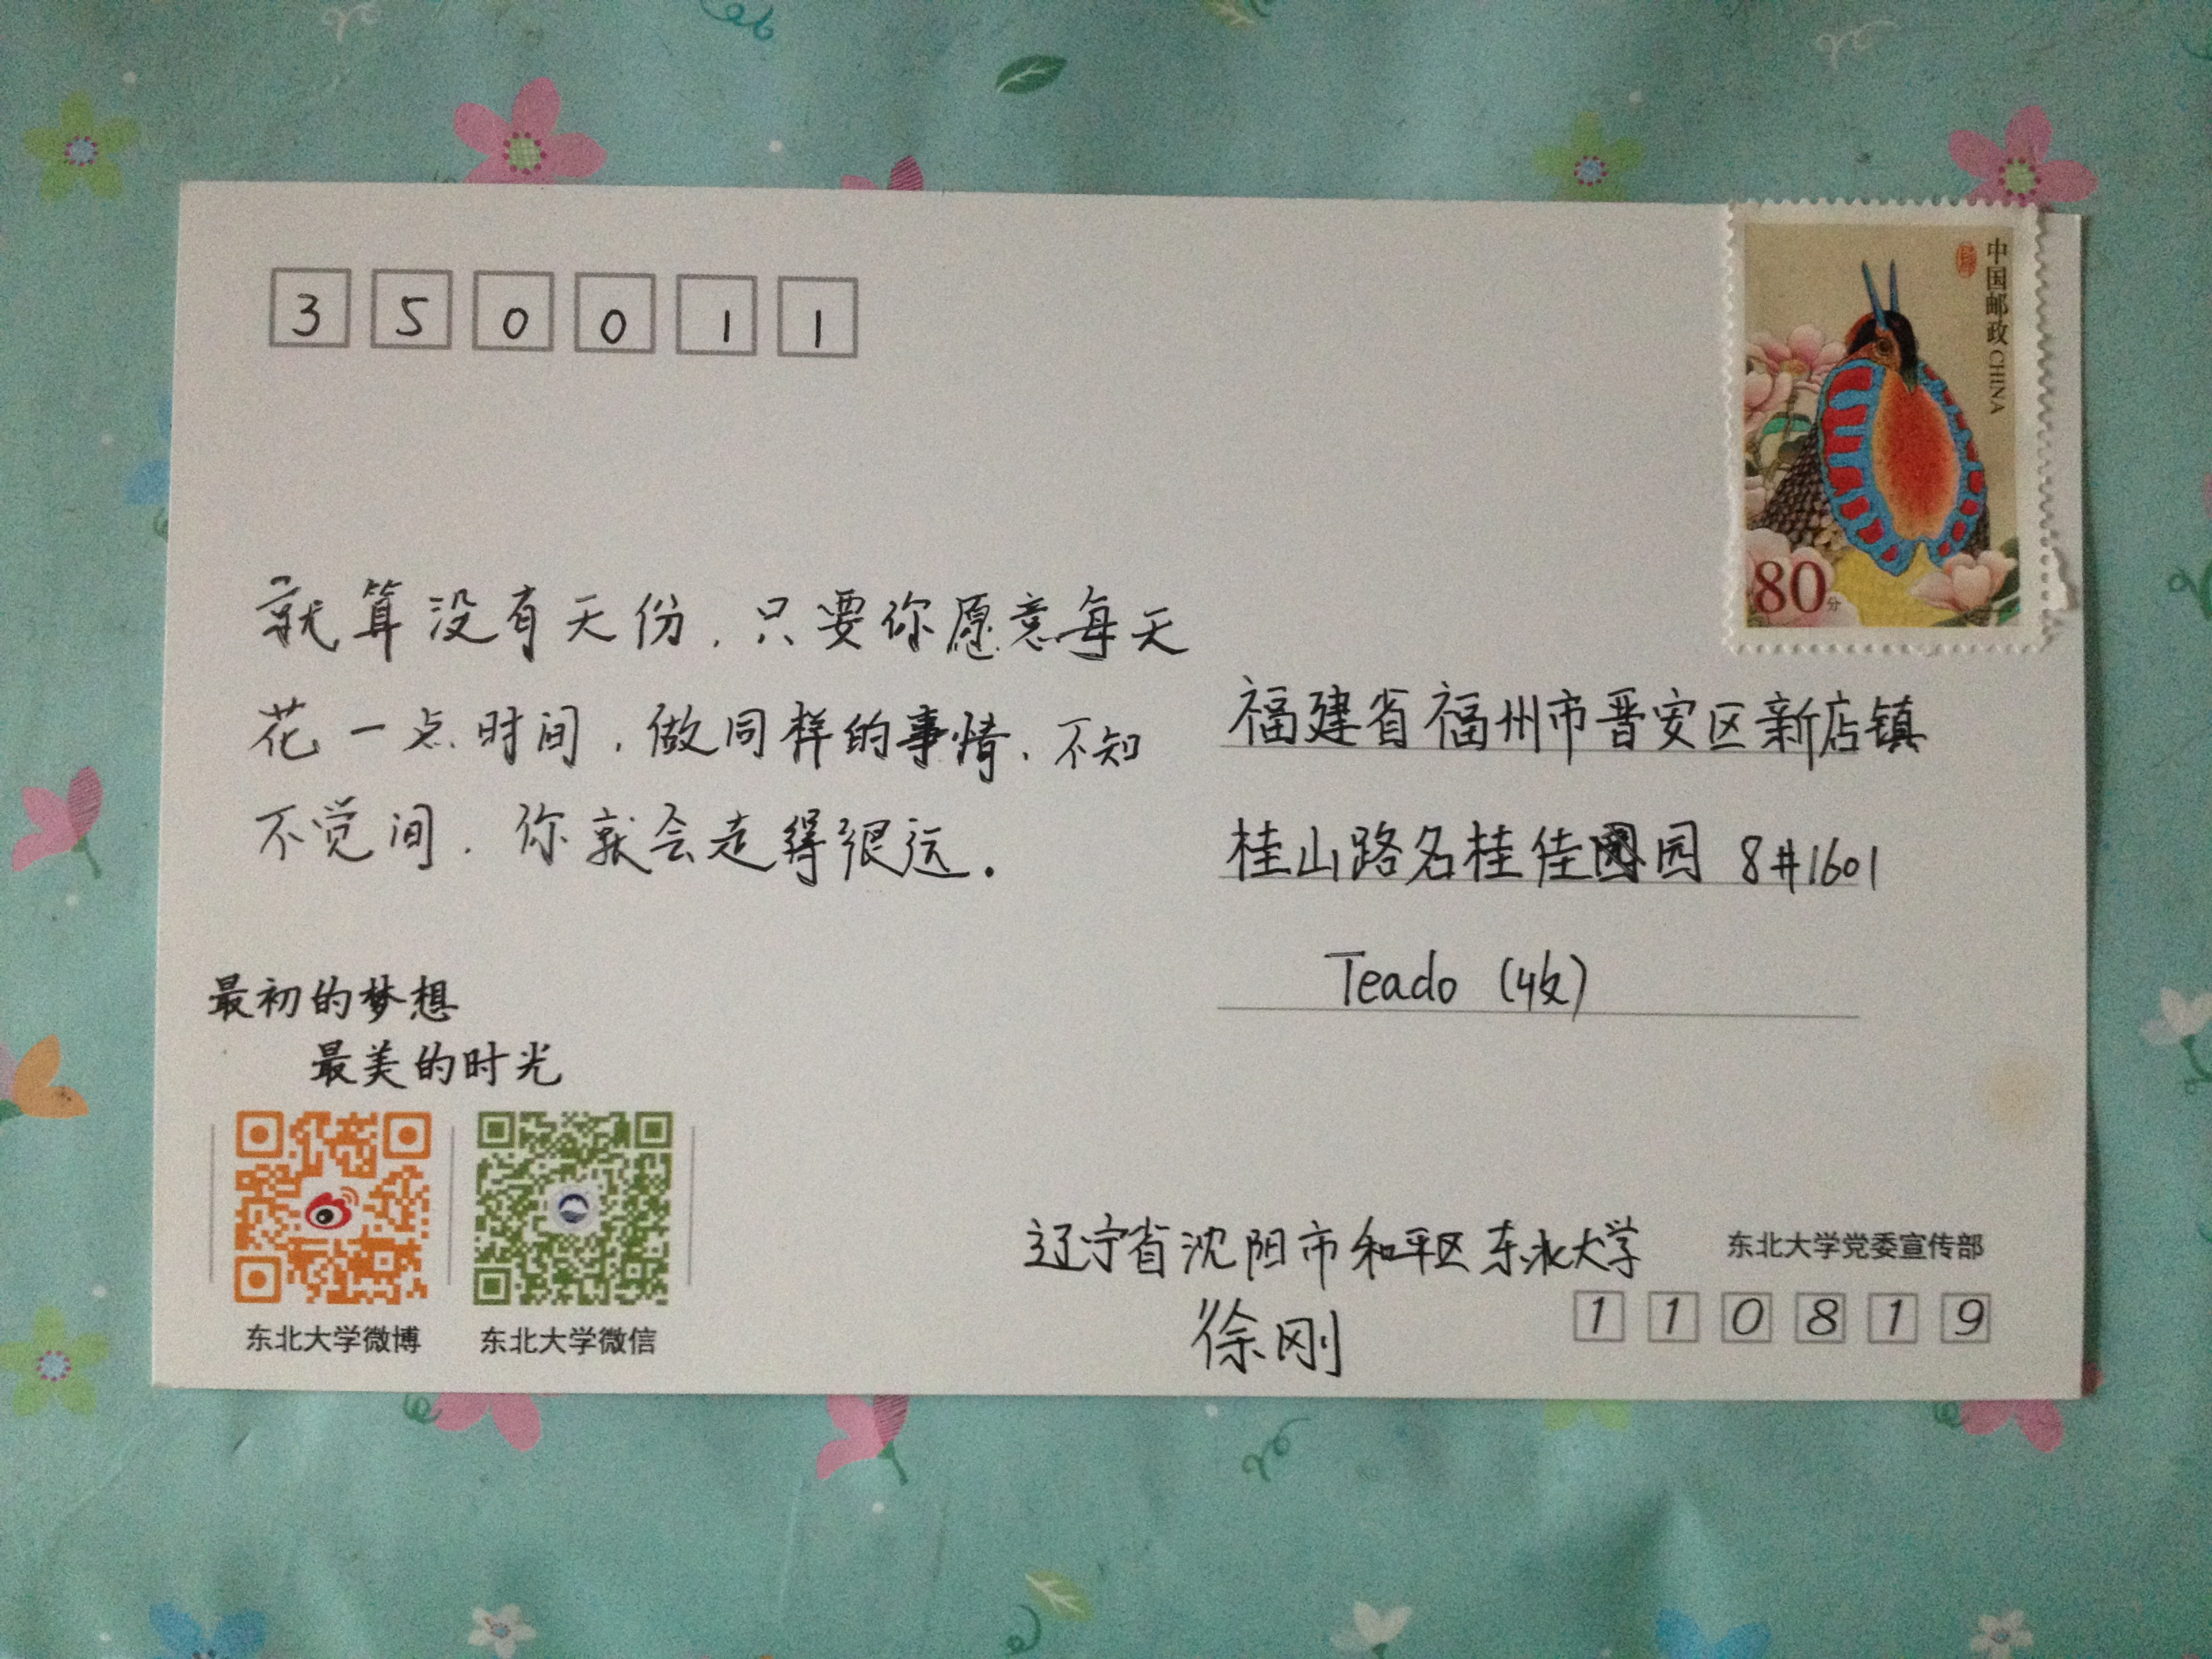 350011
中国邮政 CHINA
80分
就算没有天份，只要你愿意每天
花一点时间，做同样的事情，不知
不觉间，你就会走得很远．
福建省福州市晋安区新店镇
桂山路名桂佳园 8#1601
Teado (收)
最初的梦想
最美的时光
东北大学微博
东北大学微信
辽宁省沈阳市和平区东北大学
徐刚
东北大学党委宣传部
110819